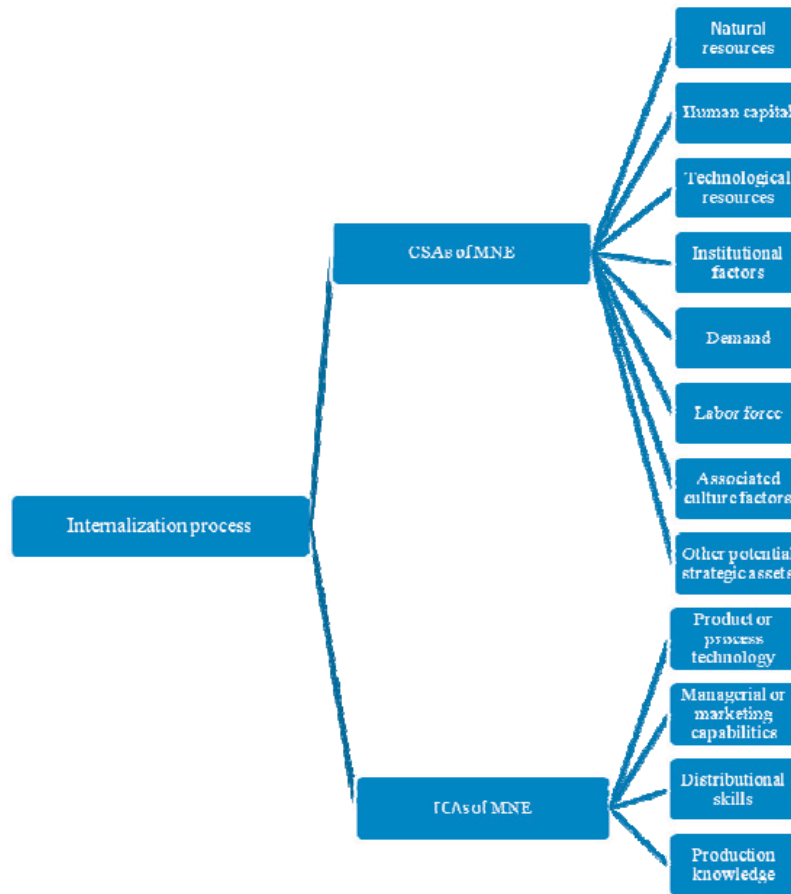 Natural
resources
Human capital
Technological
resources
CSAs of MNE
Institutional
factors
Demand
Labor force
Associated
culture factors
Internalization process
Other potential
strategic assets
Product or
process
technology
Managerial or
marketing
capabilities
Distributional
skills
of MNE
Production
knowledge